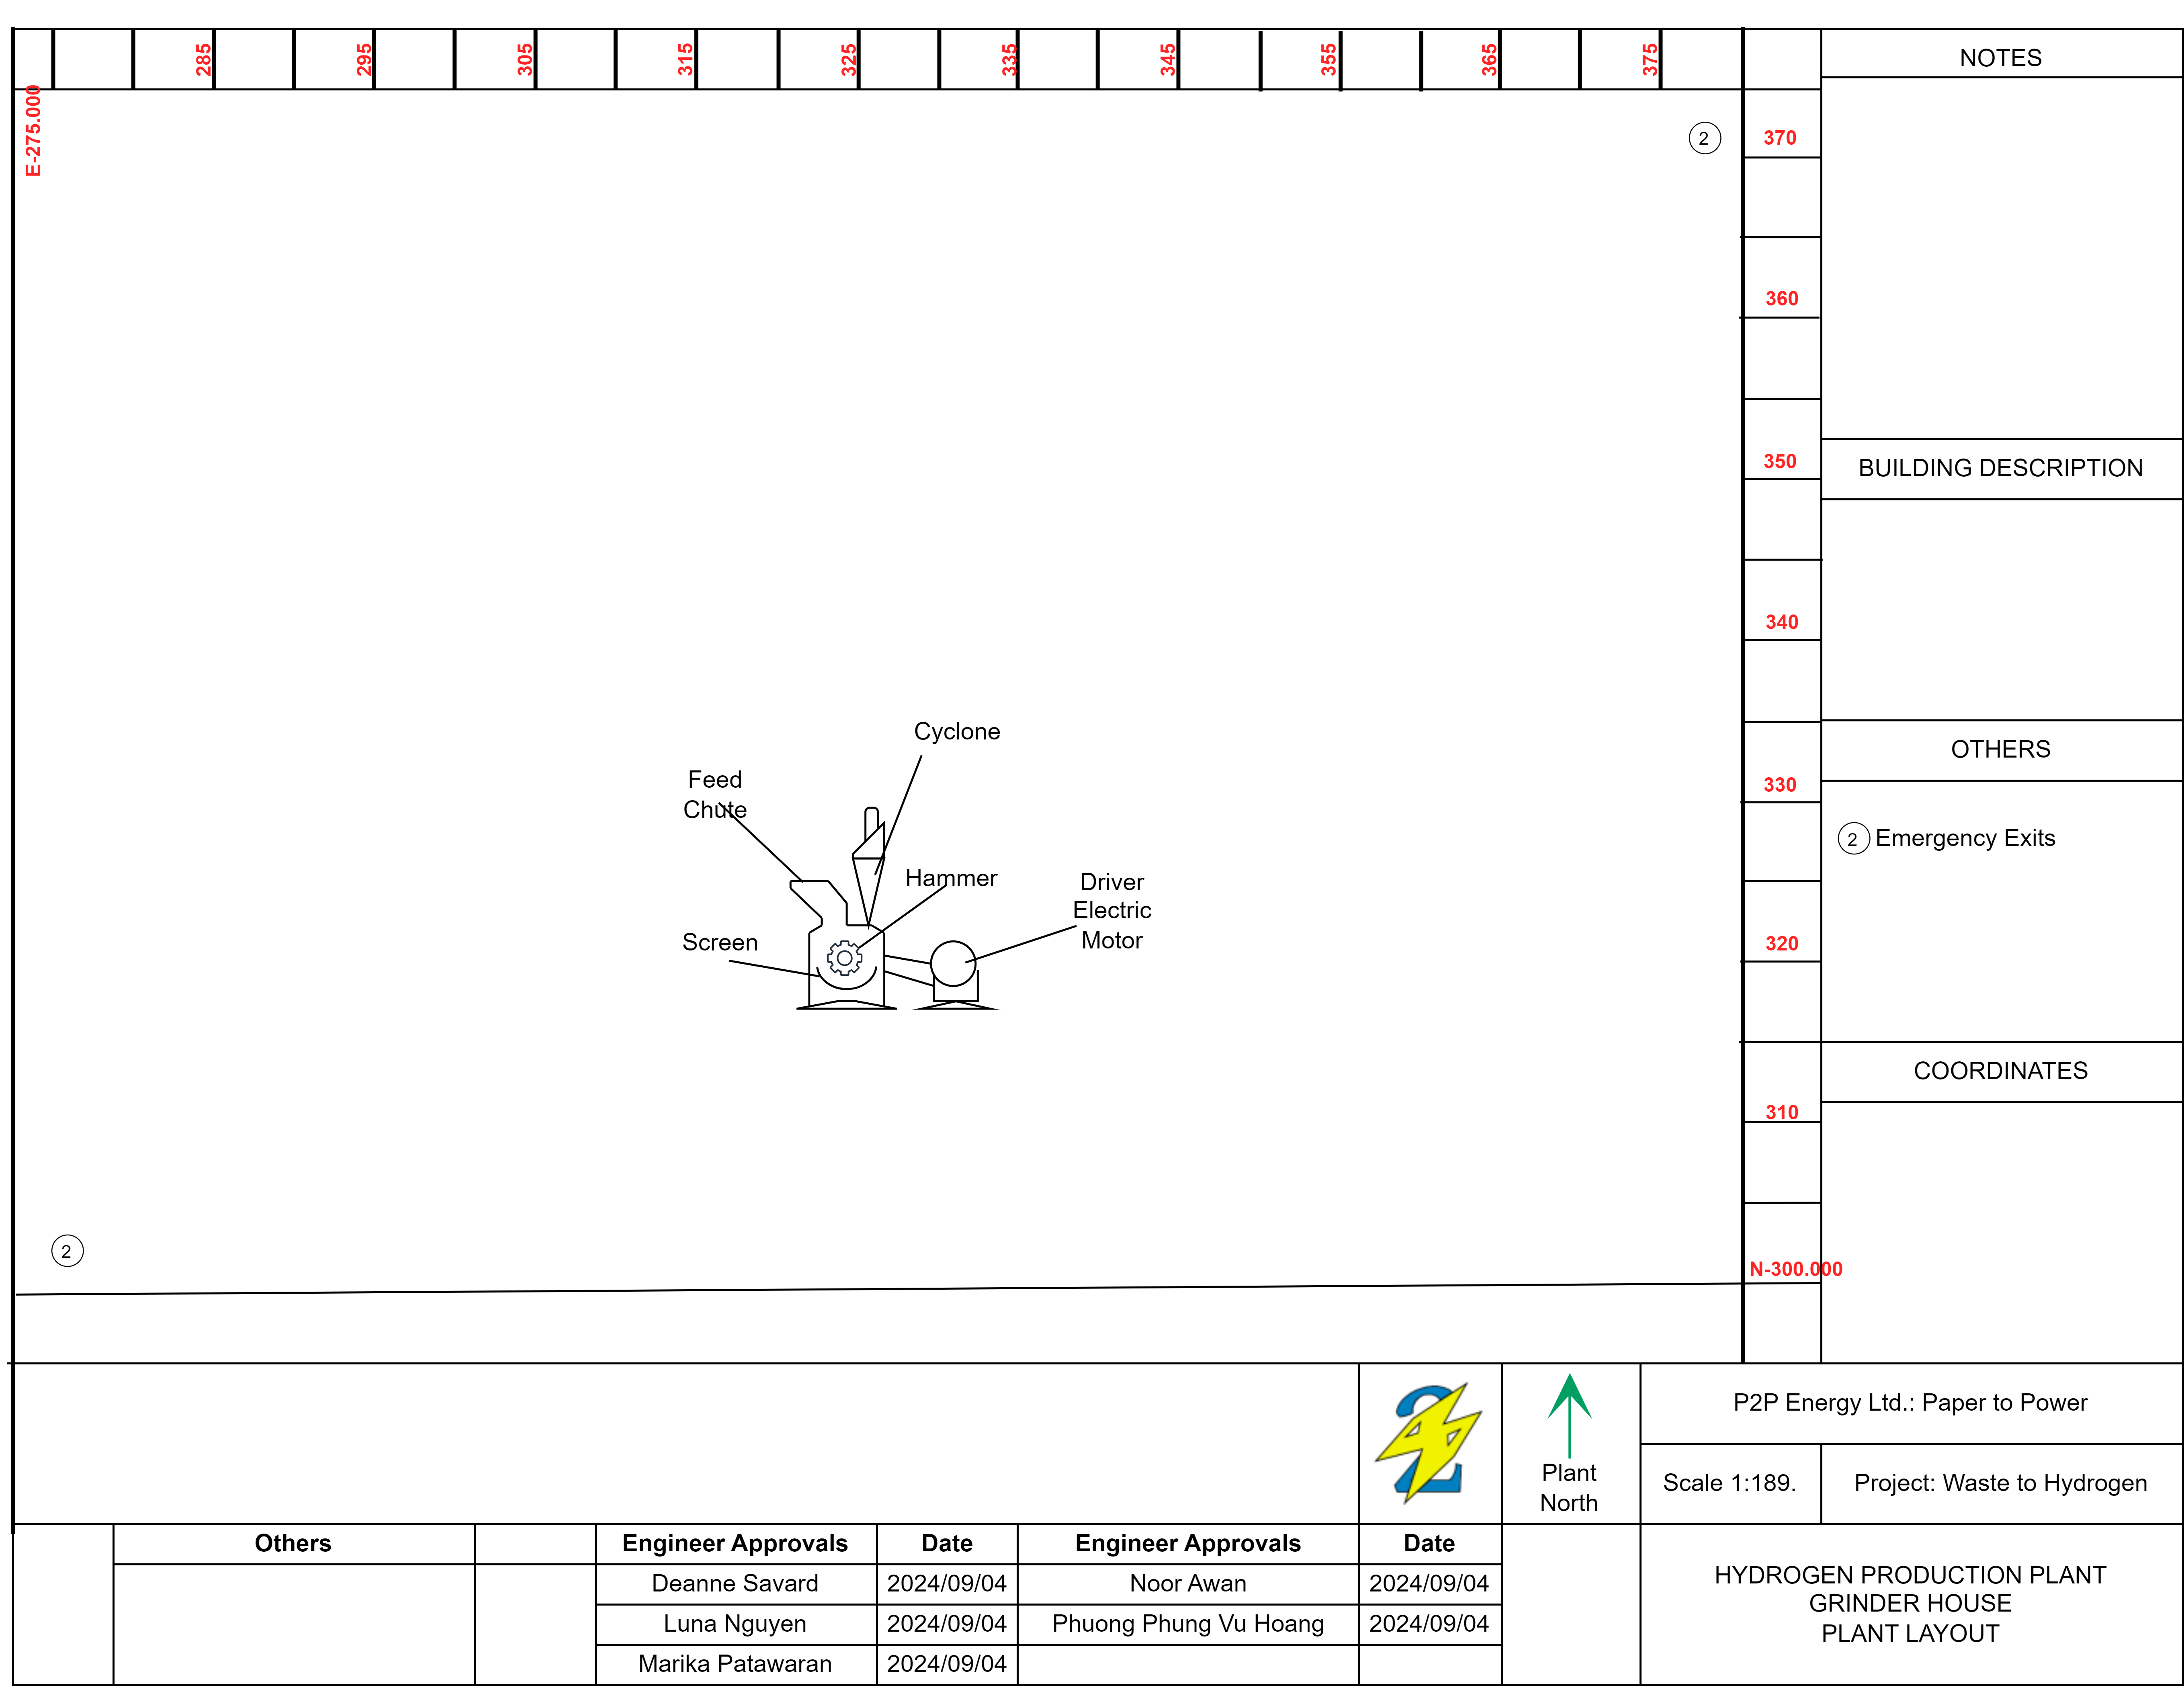 285
295
305
315
325
335
345
355
365
375
NOTES
E-275.000
2
370
360
350
BUILDING DESCRIPTION
340
Cyclone
OTHERS
Feed
Chute
330
2 Emergency Exits
Hammer
Driver
Electric
Motor
Screen
320
COORDINATES
310
2
N-300.000
2
Plant
North
P2P Energy Ltd.: Paper to Power
Scale 1:189.
Project: Waste to Hydrogen
Others
Engineer Approvals
Date
Engineer Approvals
Date
Deanne Savard
2024/09/04
Noor Awan
2024/09/04
Luna Nguyen
2024/09/04
Phuong Phung Vu Hoang
2024/09/04
Marika Patawaran
2024/09/04
HYDROGEN PRODUCTION PLANT
GRINDER HOUSE
PLANT LAYOUT